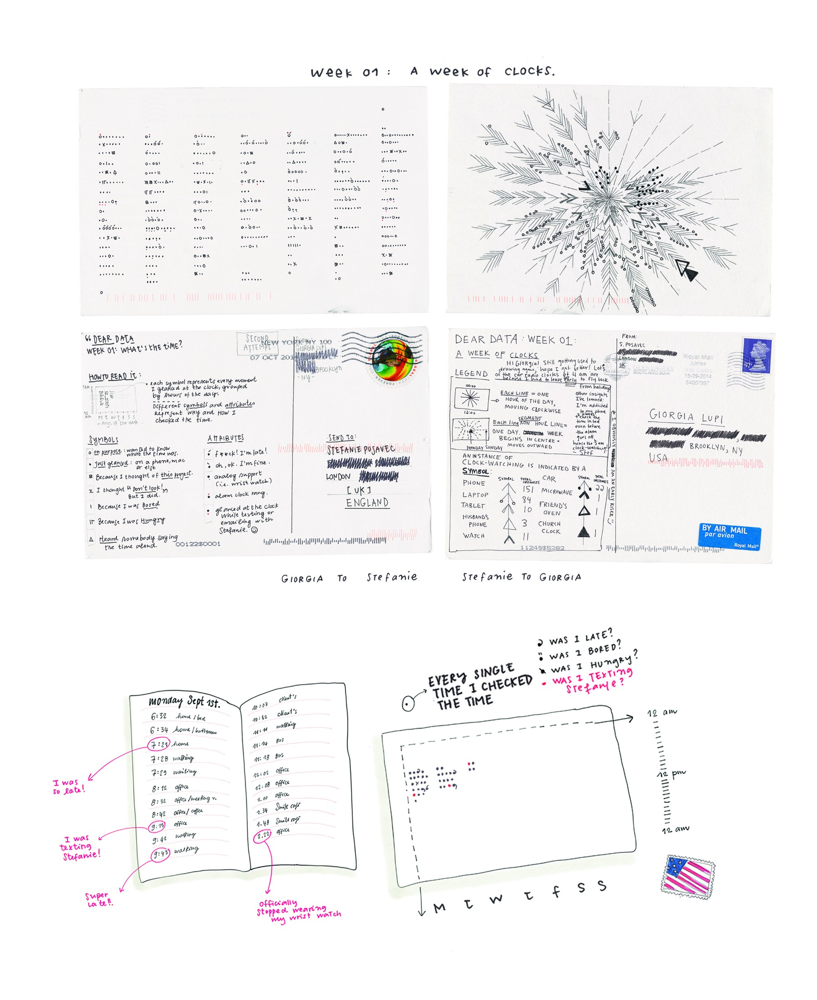 Week 01: A week of CLOCKS.
"DEAR DATA
WEEK 01: WHAT'S the TIME?
SECOND
ATTEMPT
NEW YORK NY 100
07 OCT 201
GIORGIA LUPI
BROOKLYN
- NY -
HOW TO READ IT:
1AM
12
AM
M t W t f S S
- days of the week -
each symbol represents every moment
I glanced at the clock, grouped
by hours of the day.
Different symbols and attributes
Represent WHY and HOW I
checked the time.
SYMBOLS
on purpose: wanted to know
what the time was.
Just glanced: on a phone, mac
or else
Because I thought of this project.
I thought "Don't look!"
But I did.
Because I was Bored
Because I was Hungry
Heard somebody saying
the time aloud.
ATTRIBUTES
f**ck! I'm late!
oh, ok. I'm fine.
analog support
(i.e. wrist watch)
alarm clock rang.
glanced at the clock
while texting or
emailing with
Stefanie. ☺
SEND TO:
STEFANIE POSAVEC
LONDON
[UK]
ENGLAND
00122$0001
DEAR DATA: WEEK 01:
A WEEK OF CLOCKS
HI GIORGIA! Still getting used to
drawing again, hope I get better! Lots
of the car radio clocks at 4 am are
because I had to leave early to fly back
from holiday
other insights
I've learned:
I'm addicted
to my phone
+ I always
check the
time in bed
even before
the alarm
goes off,
hence the 5 am
clock-watching!
- Stef
LEGEND
00:00
12:00
EACH LINE = ONE
HOUR OF THE DAY,
MOVING CLOCKWISE
Each line SEGMENT ON HOUR LINE =
ONE DAY. WEEK
BEGINS IN CENTRE +
MOVES OUTWARD
MONDAY SUNDAY
AN INSTANCE OF
CLOCK-WATCHING IS INDICATED BY A
SYMBOL:
SYMBOL TOTAL INSTANCES
PHONE 151
LAPTOP 84
TABLET 10
HUSBAND'S
PHONE 3
WATCH 11
SYMBOL TOTAL INSTANCES
CAR 22
MICROWAVE 1
FRIEND'S
OVEN 1
CHURCH
CLOCK 1
I OBVIOUSLY AM AN EARLY RISER
11249$5282
FROM:
S. POSAVEC
LONDON
UK
Royal Mail
15-09-2014
54007997
SCOTLAND 2014
GIORGIA LUPI
BROOKLYN, NY
USA
BY AIR MAIL
par avion
Royal Mail®
GIORGIA TO Stefanie
Stefanie TO GIORGIA
monday Sept 1st.
6:32 home/bed
6:34 home/bathroom
7:21 home
7:28 walking
7:29 waiting
8:12 office
8:32 office/meeting r.
8:42 office/coffee
9:15 office
9:42 walking
9:43 walking
10:03 client's
10:52 client's
11:11 walking
11:14 BUS
11:18 BUS
12:02 office
12:08 office
1.00 office
1.34 Smile café
1.48 Smile café
2.22 office
I was
so late!
I was
texting
Stefanie!
Super
late!!
officially
stopped wearing
my wrist watch
EVERY SINGLE
TIME I CHECKED
THE TIME
WAS I LATE?
WAS I BORED?
WAS I HUNGRY?
WAS I TEXTING
Stefanie?
12 am
12 pm
12 am
M t W t f S S